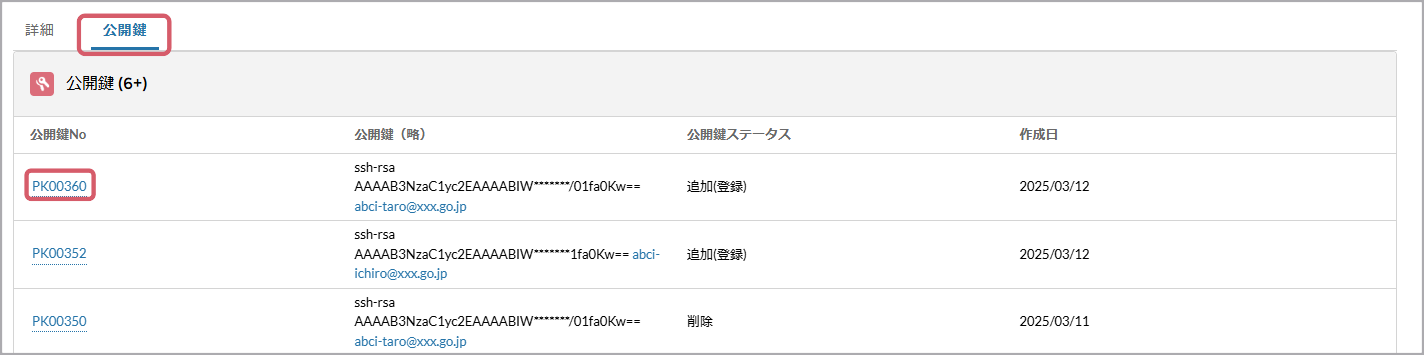 詳細 公開鍵
公開鍵 (6+)
公開鍵No 公開鍵（略） 公開鍵ステータス 作成日
ssh-rsa
PK00360 AAAAB3NzaC1yc2EAAAABIW*******/01fa0Kw== 追加(登録) 2025/03/12
abci-taro@xxx.go.jp
ssh-rsa
PK00352 AAAAB3NzaC1yc2EAAAABIW*******1fa0Kw== abci- 追加(登録) 2025/03/12
ichiro@xxx.go.jp
ssh-rsa
PK00350 AAAAB3NzaC1yc2EAAAABIW*******/01fa0Kw== 削除 2025/03/11
abci-taro@xxx.go.jp